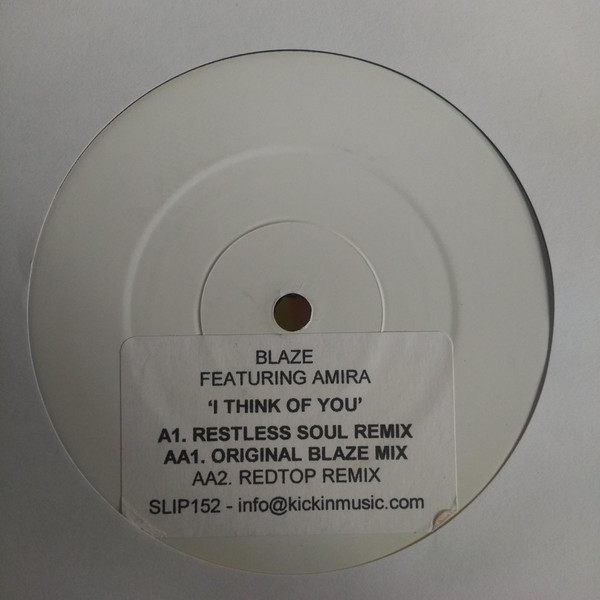 BLAZE
FEATURING AMIRA
‘I THINK OF YOU’
A1. RESTLESS SOUL REMIX
AA1. ORIGINAL BLAZE MIX
AA2. REDTOP REMIX
SLIP152 - info@kickinmusic.com